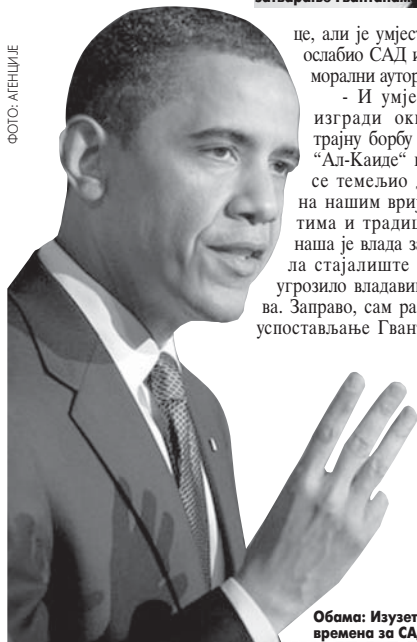 ФОТО: АГЕНЦИЈЕ
це, али је умјест
ослабио САД и
морални аутор
- И умјес
изгради окв
трајну борбу
“Ал-Каиде“ к
се темељио д
на нашим вриј
тима и традиц
наша је влада за
ла стајалиште
угрозило владави
ва. Заправо, сам ра
успостављање Гвант
Обама: Изузет
времена за СА